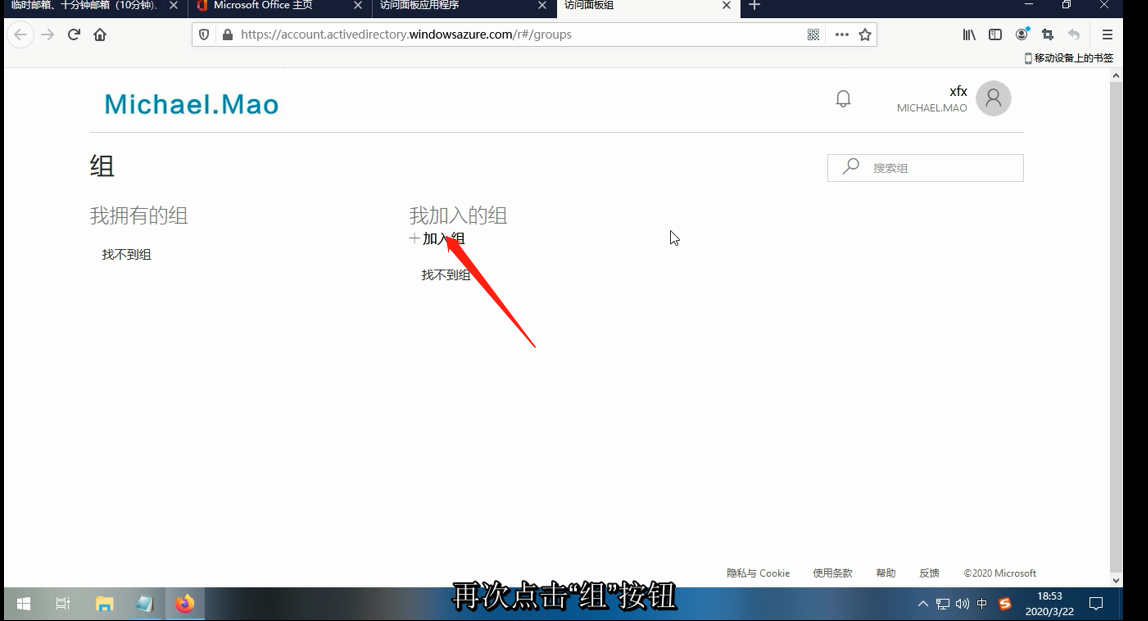 临时邮箱、十分钟邮箱（10分钟）、
Microsoft Office 主页
访问面板应用程序
访问面板组
https://account.activedirectory.windowsazure.com/r#/groups
移动设备上的书签
Michael.Mao
xfx
MICHAEL.MAO
组
搜索组
我拥有的组
我加入的组
+加入组
找不到组
找不到组
隐私与 Cookie
使用条款
帮助
反馈
©2020 Microsoft
再次点击“组”按钮
中
18:53
2020/3/22